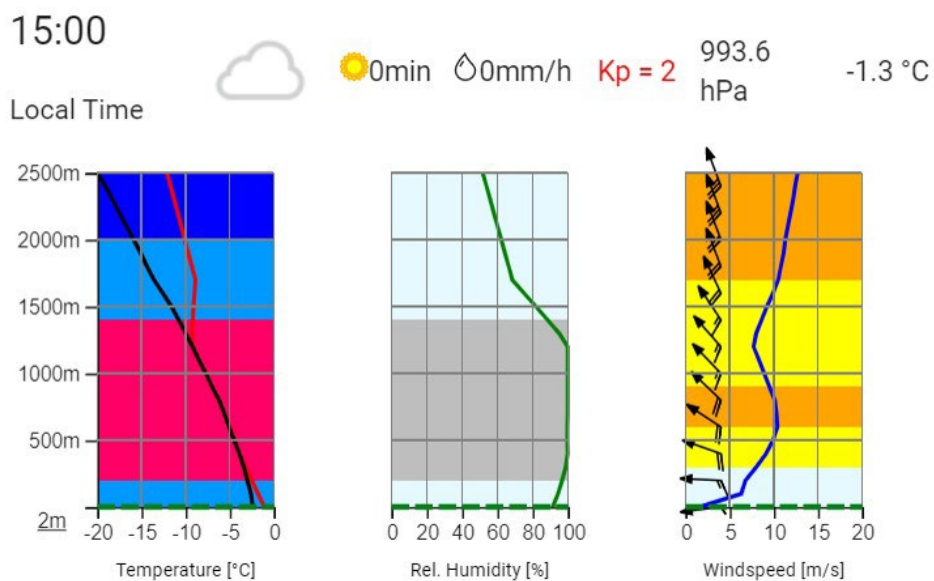 15:00
Local Time
0min
0mm/h
Kp = 2
993.6
hPa
-1.3 °C
2500m
2000m
1500m
1000m
500m
2m
-20 -15 -10 -5 -0
Temperature [°C]
0 20 40 60 80 100
Rel. Humidity [%]
0 5 10 15 20
Windspeed [m/s]